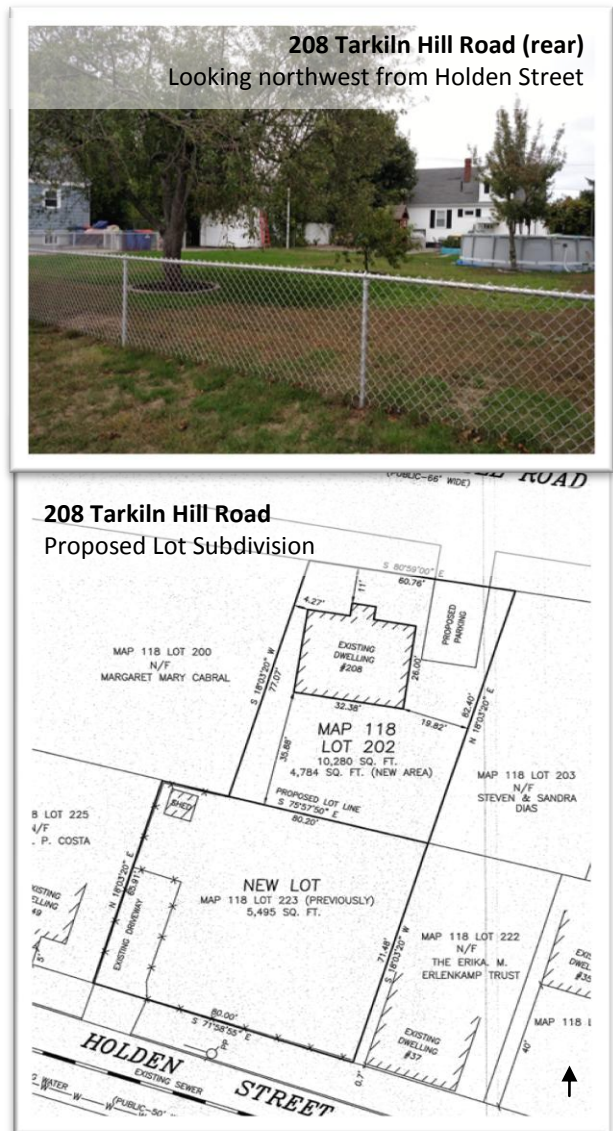 208 Tarkiln Hill Road (rear)
Looking northwest from Holden Street
ROAD
(PUBLIC-66' WIDE)
208 Tarkiln Hill Road
Proposed Lot Subdivision
S 80°59'00" E
60.76'
11'
4.27'
PROPOSED
PARKING
EXISTING
DWELLING
#208
26.00'
MAP 118 LOT 200
N/F
MARGARET MARY CABRAL
S 18°03'20" W
77.07'
32.38'
19.82'
82.40'
N 18°03'20" E
35.88'
MAP 118
LOT 202
10,280 SQ. FT.
4,784 SQ. FT. (NEW AREA)
MAP 118 LOT 203
N/F
STEVEN & SANDRA
DIAS
PROPOSED LOT LINE
S 75°57'50" E
80.20'
SHED
LOT 225
N/F
P. COSTA
N 18°03'20" E
65.91'
EXISTING DRIVEWAY
NEW LOT
MAP 118 LOT 223 (PREVIOUSLY)
5,495 SQ. FT.
71.48'
S 18°03'20" W
MAP 118 LOT 222
N/F
THE ERIKA. M.
ERLENKAMP TRUST
EXISTING
DWELLING
#37
MAP 118
40'
80.00'
S 71°58'55" E
0.7'
PP
HOLDEN STREET
EXISTING SEWER
WATER
W W W
(PUBLIC-50'